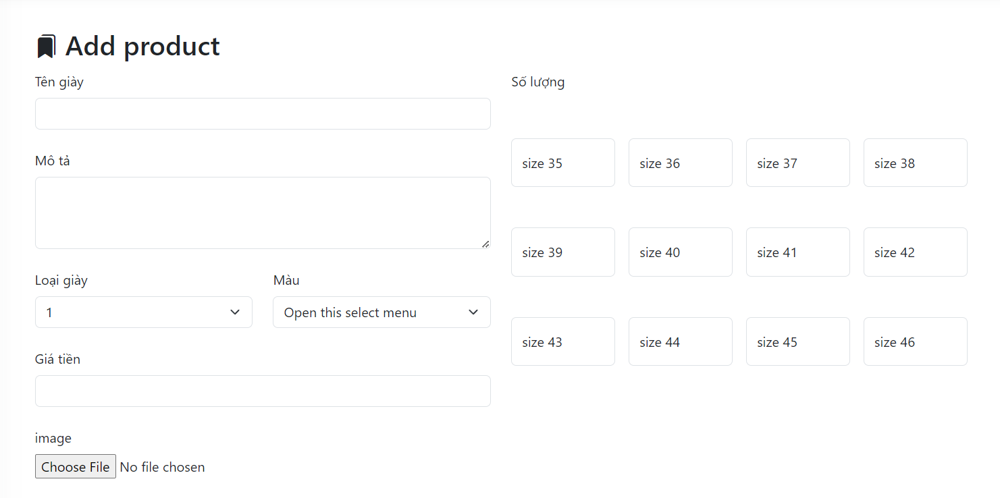 Add product
Tên giày
Mô tả
Loại giày
Màu
1
Open this select menu
Giá tiền
image
Choose File No file chosen
Số lượng
size 35
size 36
size 37
size 38
size 39
size 40
size 41
size 42
size 43
size 44
size 45
size 46